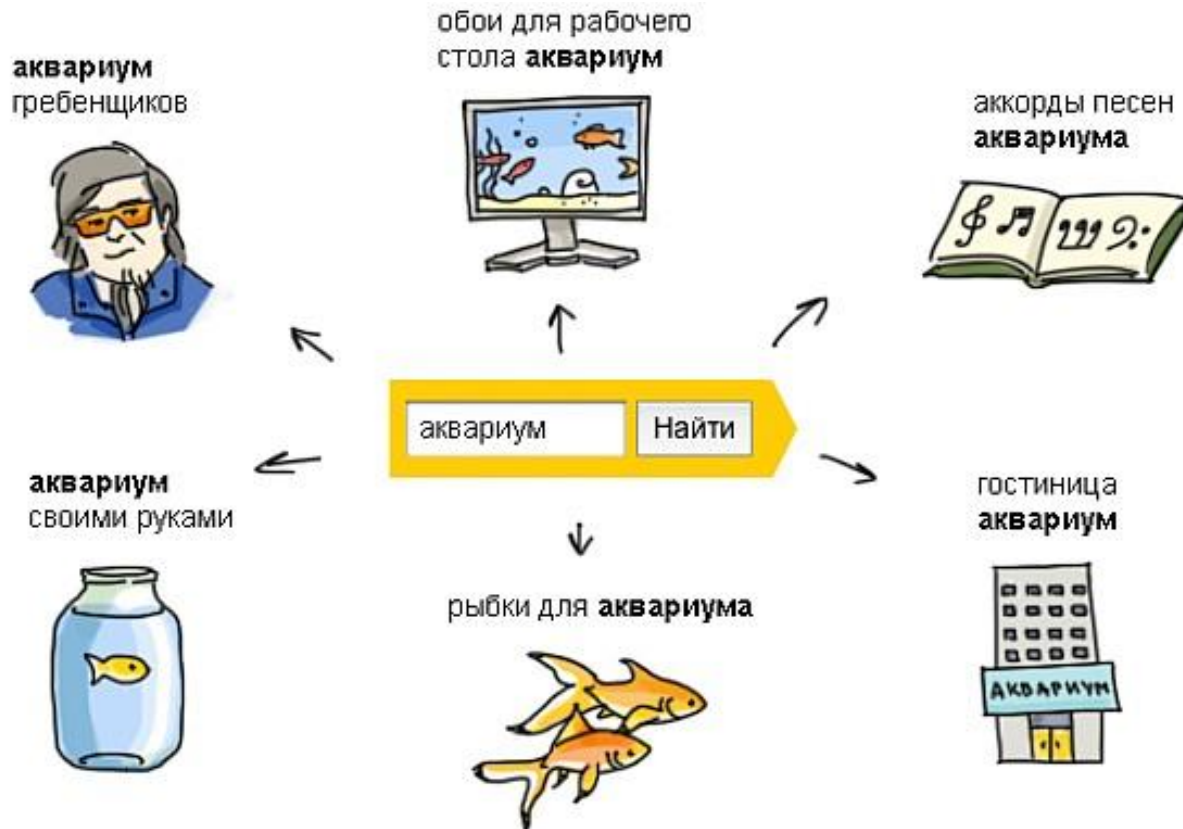 обои для рабочего
стола аквариум
аквариум
гребенщиков
аккорды песен
аквариума
аквариум
Найти
аквариум
своими руками
гостиница
аквариум
рыбки для аквариума
АКВАРИУМ